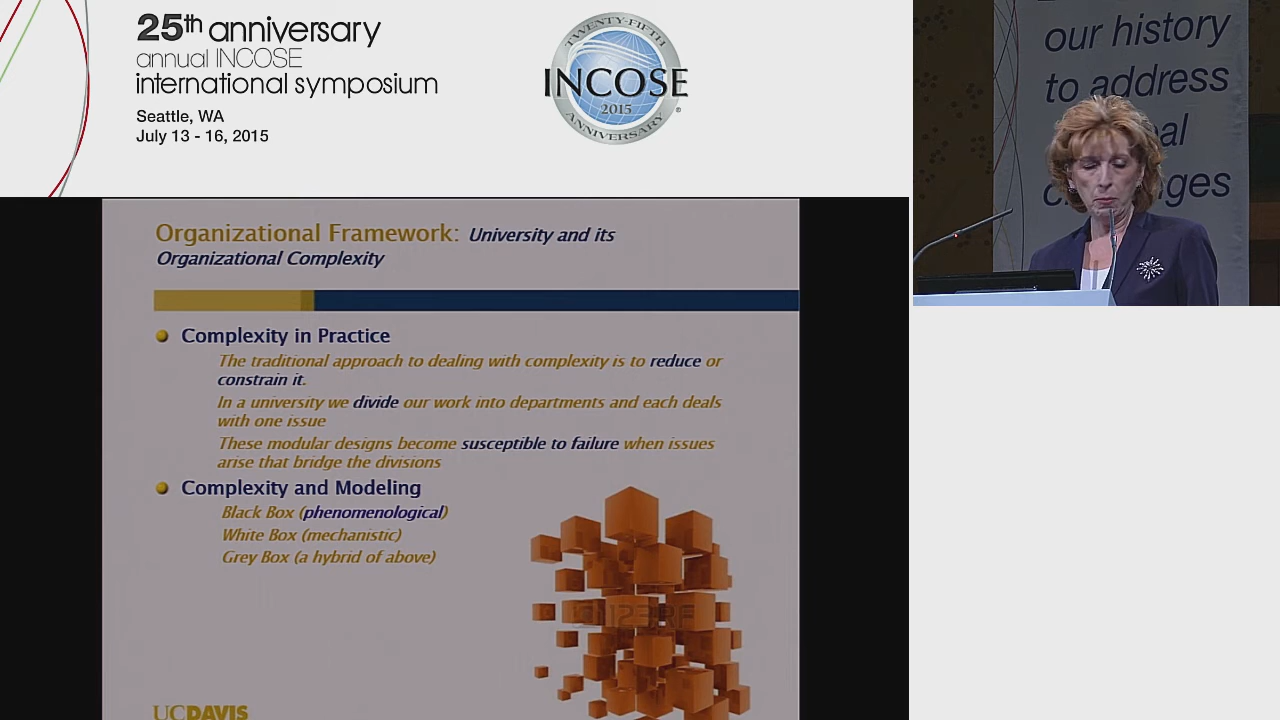 25th anniversary
annual INCOSE
international symposium
Seattle, WA
July 13 - 16, 2015
TWENTY-FIFTH
INCOSE
2015
ANNIVERSARY
®
our history
to address
Organizational Framework: University and its
Organizational Complexity
Complexity in Practice
The traditional approach to dealing with complexity is to reduce or
constrain it.
In a university we divide our work into departments and each deals
with one issue
These modular designs become susceptible to failure when issues
arise that bridge the divisions
Complexity and Modeling
Black Box (phenomenological)
White Box (mechanistic)
Grey Box (a hybrid of above)
123RF
UCDAVIS